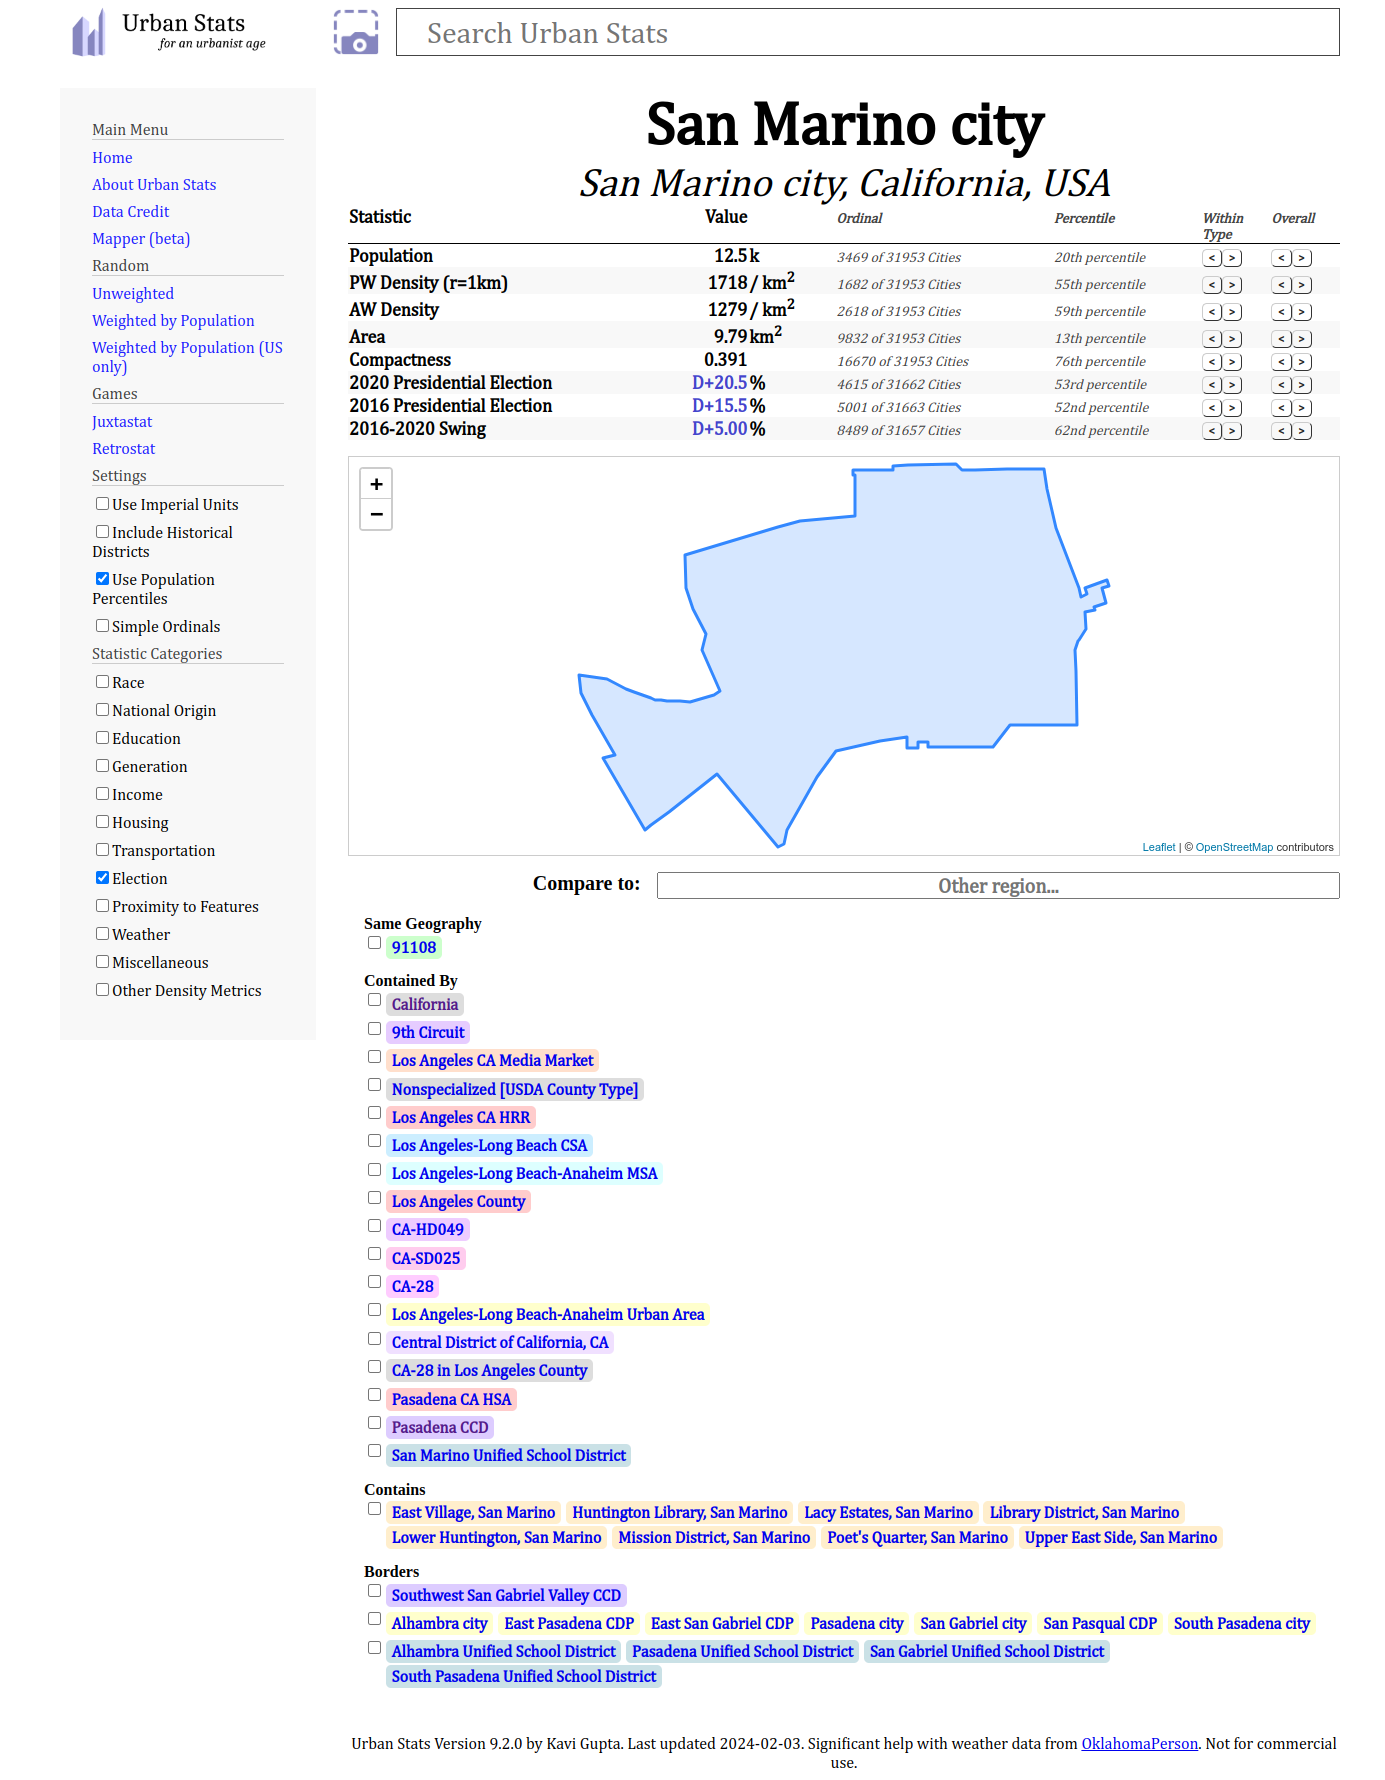 Urban Stats
for an urbanist age
Search Urban Stats
Main Menu
Home
About Urban Stats
Data Credit
Mapper (beta)
Random
Unweighted
Weighted by Population
Weighted by Population (US
only)
Games
Juxtastat
Retrostat
Settings
Use Imperial Units
Include Historical
Districts
Use Population
Percentiles
Simple Ordinals
Statistic Categories
Race
National Origin
Education
Generation
Income
Housing
Transportation
Election
Proximity to Features
Weather
Miscellaneous
Other Density Metrics
San Marino city
San Marino city, California, USA
Statistic Value Ordinal Percentile Within Type Overall
Population 12.5 k 3469 of 31953 Cities 20th percentile < > < >
PW Density (r=1km) 1718 / km² 1682 of 31953 Cities 55th percentile < > < >
AW Density 1279 / km² 2618 of 31953 Cities 59th percentile < > < >
Area 9.79 km² 9832 of 31953 Cities 13th percentile < > < >
Compactness 0.391 16670 of 31953 Cities 76th percentile < > < >
2020 Presidential Election D+20.5 % 4615 of 31662 Cities 53rd percentile < > < >
2016 Presidential Election D+15.5 % 5001 of 31663 Cities 52nd percentile < > < >
2016-2020 Swing D+5.00 % 8489 of 31657 Cities 62nd percentile < > < >
+
−
Leaflet | © OpenStreetMap contributors
Compare to: Other region...
Same Geography
91108
Contained By
California
9th Circuit
Los Angeles CA Media Market
Nonspecialized [USDA County Type]
Los Angeles CA HRR
Los Angeles-Long Beach CSA
Los Angeles-Long Beach-Anaheim MSA
Los Angeles County
CA-HD049
CA-SD025
CA-28
Los Angeles-Long Beach-Anaheim Urban Area
Central District of California, CA
CA-28 in Los Angeles County
Pasadena CA HSA
Pasadena CCD
San Marino Unified School District
Contains
East Village, San Marino Huntington Library, San Marino Lacy Estates, San Marino Library District, San Marino
Lower Huntington, San Marino Mission District, San Marino Poet's Quarter, San Marino Upper East Side, San Marino
Borders
Southwest San Gabriel Valley CCD
Alhambra city East Pasadena CDP East San Gabriel CDP Pasadena city San Gabriel city San Pasqual CDP South Pasadena city
Alhambra Unified School District Pasadena Unified School District San Gabriel Unified School District
South Pasadena Unified School District
Urban Stats Version 9.2.0 by Kavi Gupta. Last updated 2024-02-03. Significant help with weather data from OklahomaPerson. Not for commercial
use.